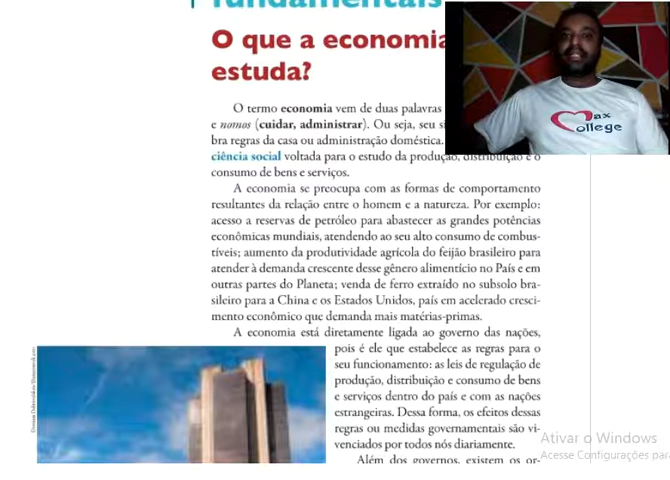 fundamentais
O que a economia
estuda?
O termo economia vem de duas palavras
e nomos (cuidar, administrar). Ou seja, seu si
bra regras da casa ou administração doméstica.
ciência social voltada para o estudo da produção, distribuição e o
consumo de bens e serviços.
A economia se preocupa com as formas de comportamento
resultantes da relação entre o homem e a natureza. Por exemplo:
acesso a reservas de petróleo para abastecer as grandes potências
econômicas mundiais, atendendo ao seu alto consumo de combus-
tíveis; aumento da produtividade agrícola do feijão brasileiro para
atender à demanda crescente desse gênero alimentício no País e em
outras partes do Planeta; venda de ferro extraído no subsolo bra-
sileiro para a China e os Estados Unidos, país em acelerado cresci-
mento econômico que demanda mais matérias-primas.
A economia está diretamente ligada ao governo das nações,
pois é ele que estabelece as regras para o
seu funcionamento: as leis de regulação de
produção, distribuição e consumo de bens
e serviços dentro do país e com as nações
estrangeiras. Dessa forma, os efeitos dessas
regras ou medidas governamentais são vi-
venciados por todos nós diariamente.
Além dos governos, existem os or-
Max
College
Ativar o Windows
Acesse Configurações para